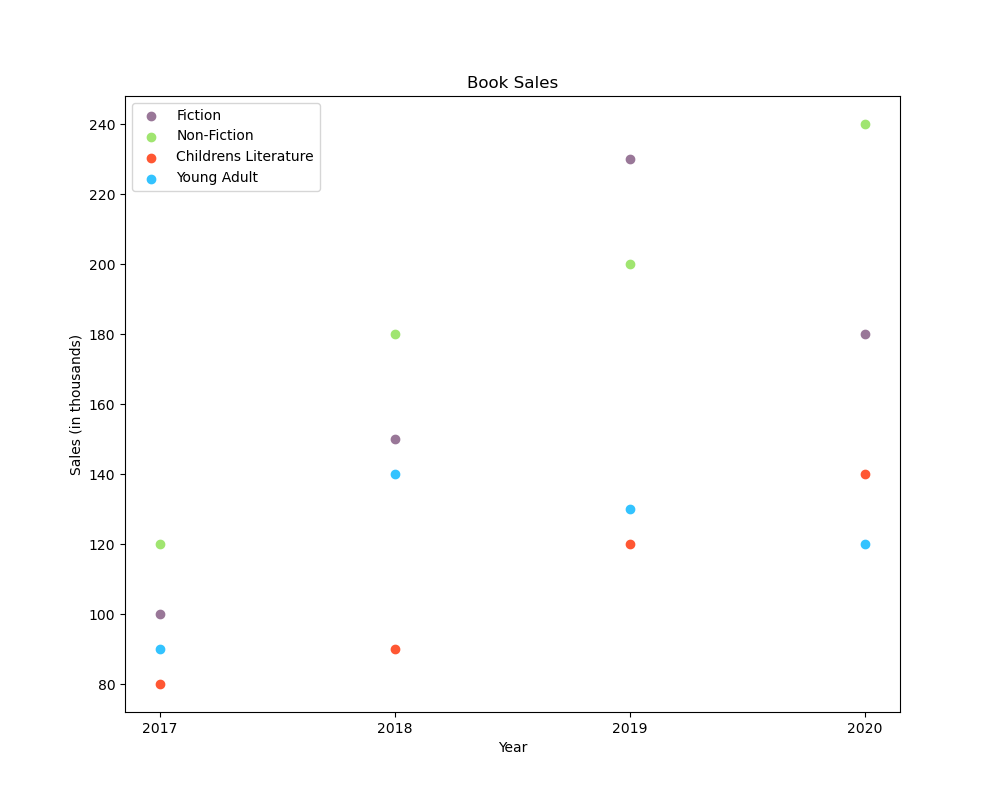 Book Sales
Fiction
Non-Fiction
Childrens Literature
Young Adult
240
220
200
180
160
140
120
100
80
Sales (in thousands)
2017 2018 2019 2020
Year